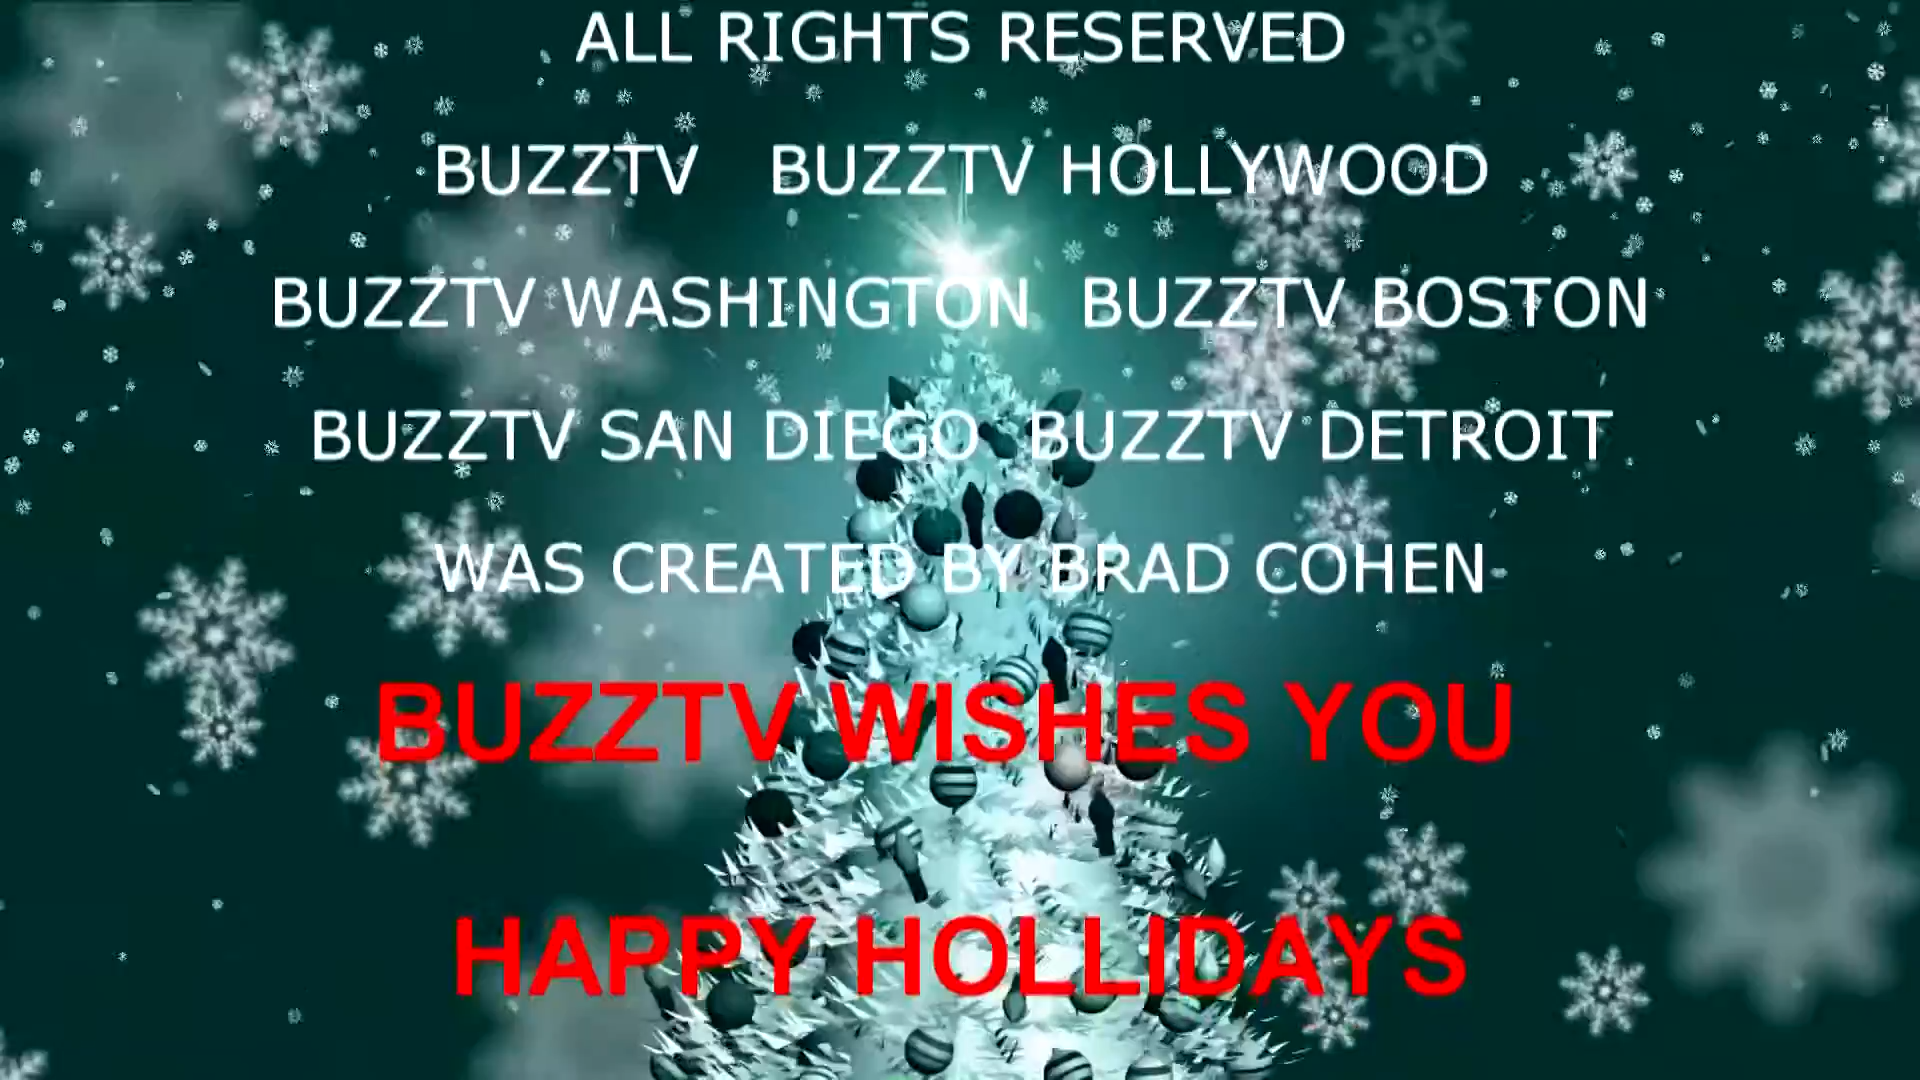 ALL RIGHTS RESERVED
BUZZTV BUZZTV HOLLYWOOD
BUZZTV WASHINGTON BUZZTV BOSTON
BUZZTV SAN DIEGO BUZZTV DETROIT
WAS CREATED BY BRAD COHEN
BUZZTV WISHES YOU
HAPPY HOLLIDAYS